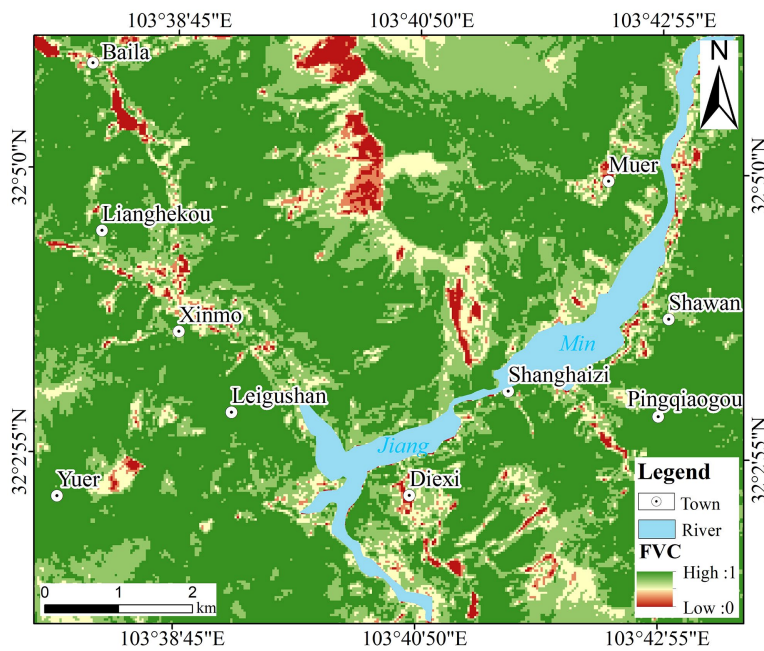 103°38'45"E 103°40'50"E 103°42'55"E
N
Baila
32°5'0"N
32°5'0"N
Muer
Lianghekou
Shawan
Xinmo
Min
Shanghaizi
Leigushan
Pingqiaogou
Jiang
32°2'55"N
32°2'55"N
Yuer
Diexi
Legend
Town
River
FVC
High :1
Low :0
0 1 2
km
103°38'45"E 103°40'50"E 103°42'55"E